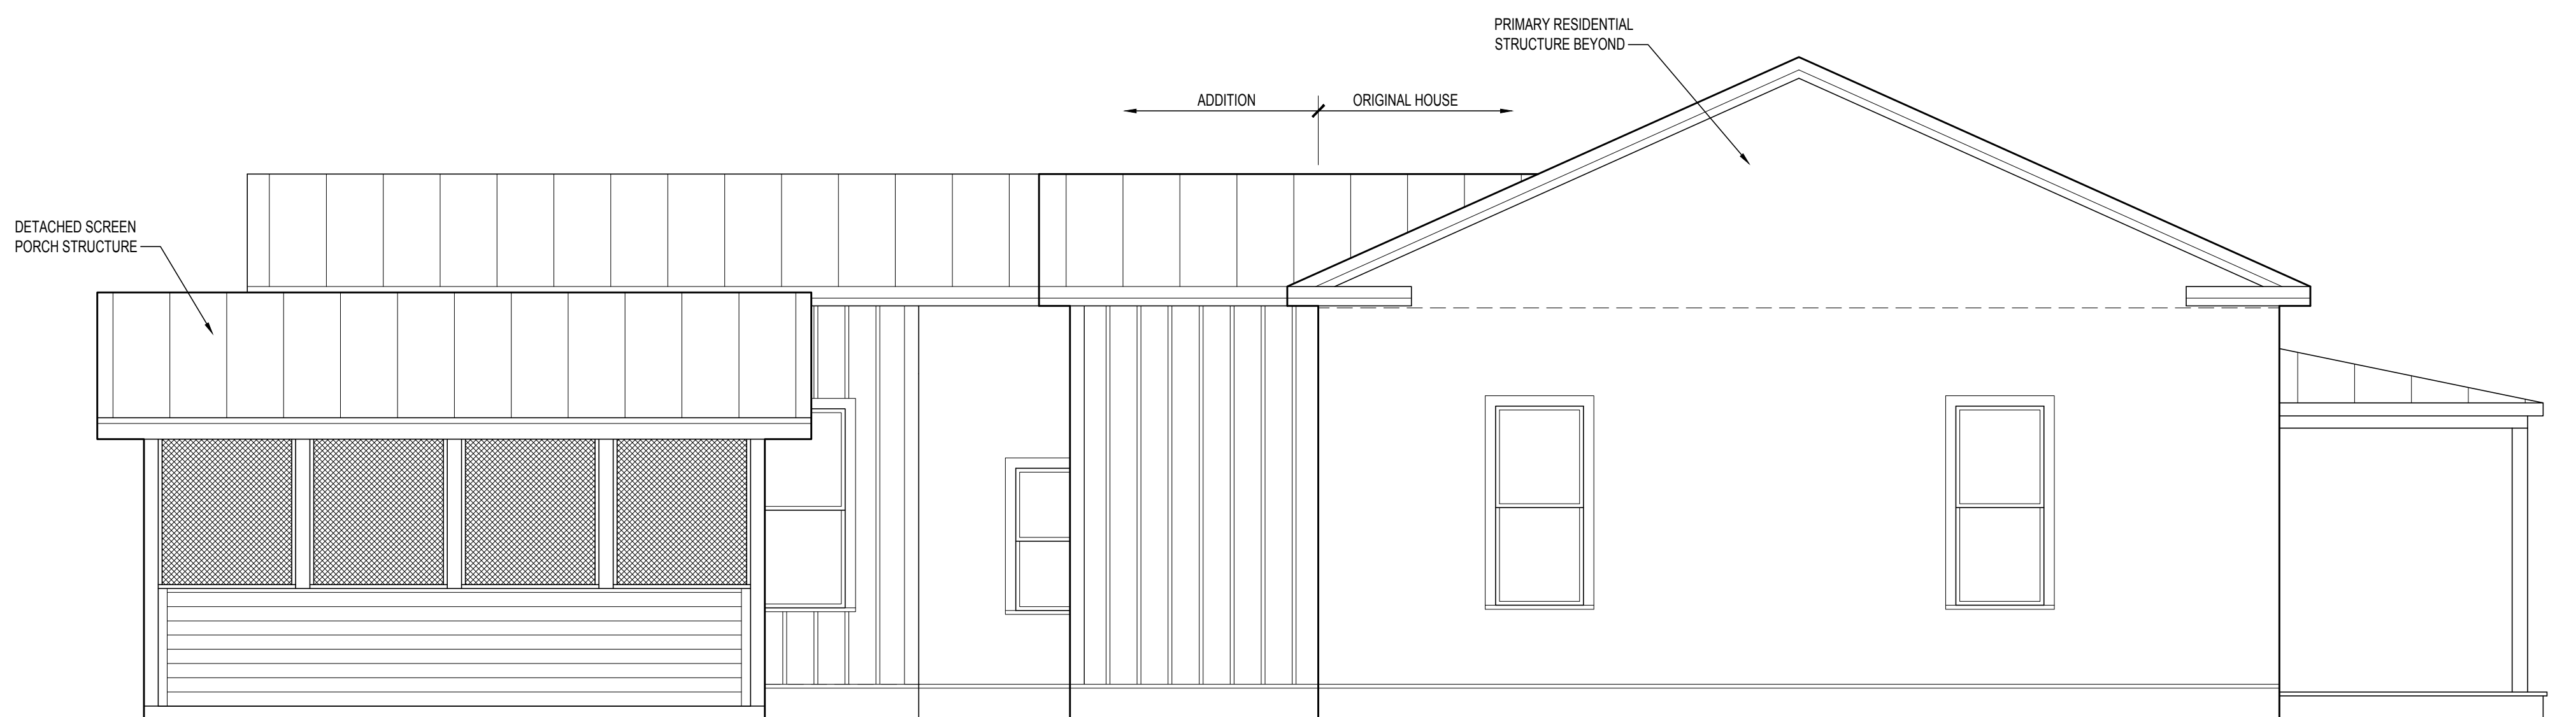 PRIMARY RESIDENTIAL
STRUCTURE BEYOND
ADDITION
ORIGINAL HOUSE
DETACHED SCREEN
PORCH STRUCTURE